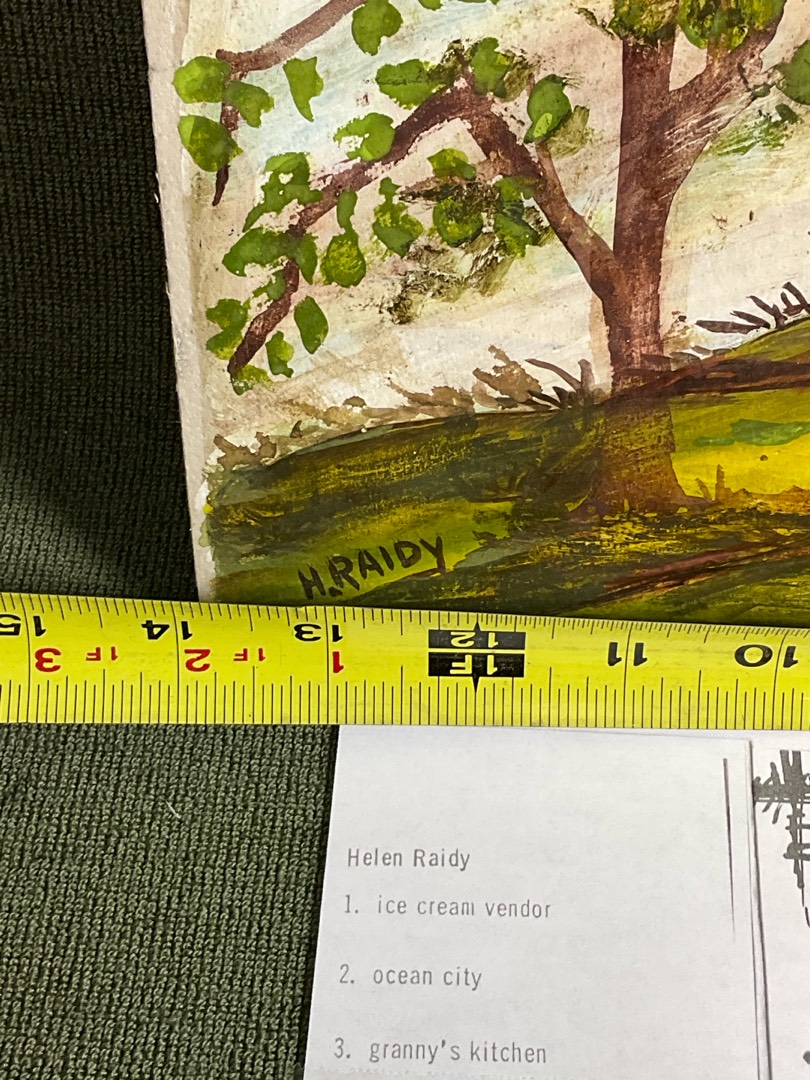 H.RAIDY
15 14 13 12 11 10
3 1F 2 1F 1 1F
Helen Raidy
1. ice cream vendor
2. ocean city
3. granny's kitchen